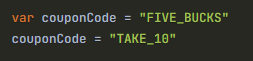 var couponCode = "FIVE_BUCKS"
couponCode = "TAKE_10"